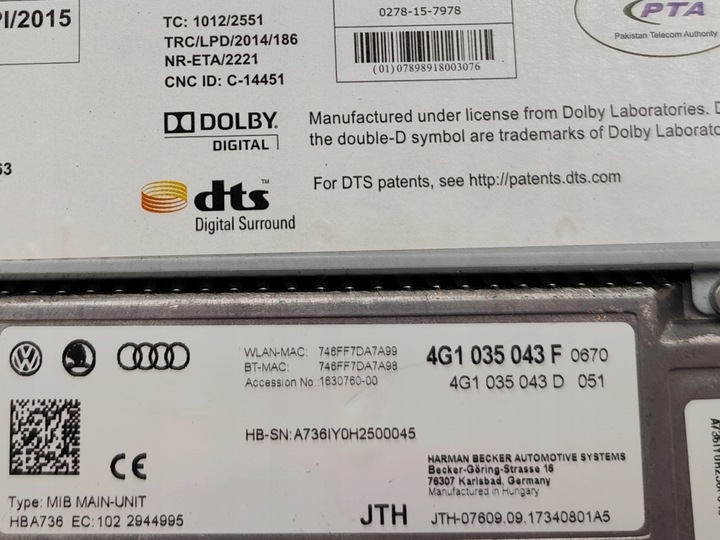 PI/2015
TC: 1012/2551
TRC/LPD/2014/186
NR-ETA/2221
CNC ID: C-14451
0278-15-7978
(01)07898918003076
PTA
Pakistan Telecom Authority
DOLBY
DIGITAL
Manufactured under license from Dolby Laboratories. D
the double-D symbol are trademarks of Dolby Laborato
63
dts™
Digital Surround
For DTS patents, see http://patents.dts.com
WLAN-MAC: 746FF7DA7A99
BT-MAC: 746FF7DA7A98
Accession No.:1630760-00
4G1 035 043 F 0670
4G1 035 043 D 051
HB-SN: A736IY0H2500045
CE
HARMAN BECKER AUTOMOTIVE SYSTEMS
Becker-Göring-Strasse 16
76307 Karlsbad, Germany
Manufactured in Hungary
Type: MIB MAIN-UNIT
HBA736 EC: 102 2944995
JTH JTH-07609.09.17340801A5